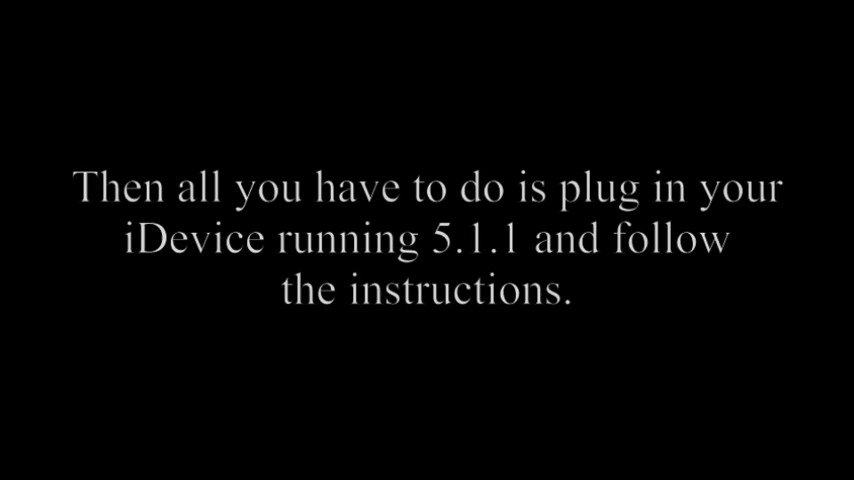 Then all you have to do is plug in your
iDevice running 5.1.1 and follow
the instructions.